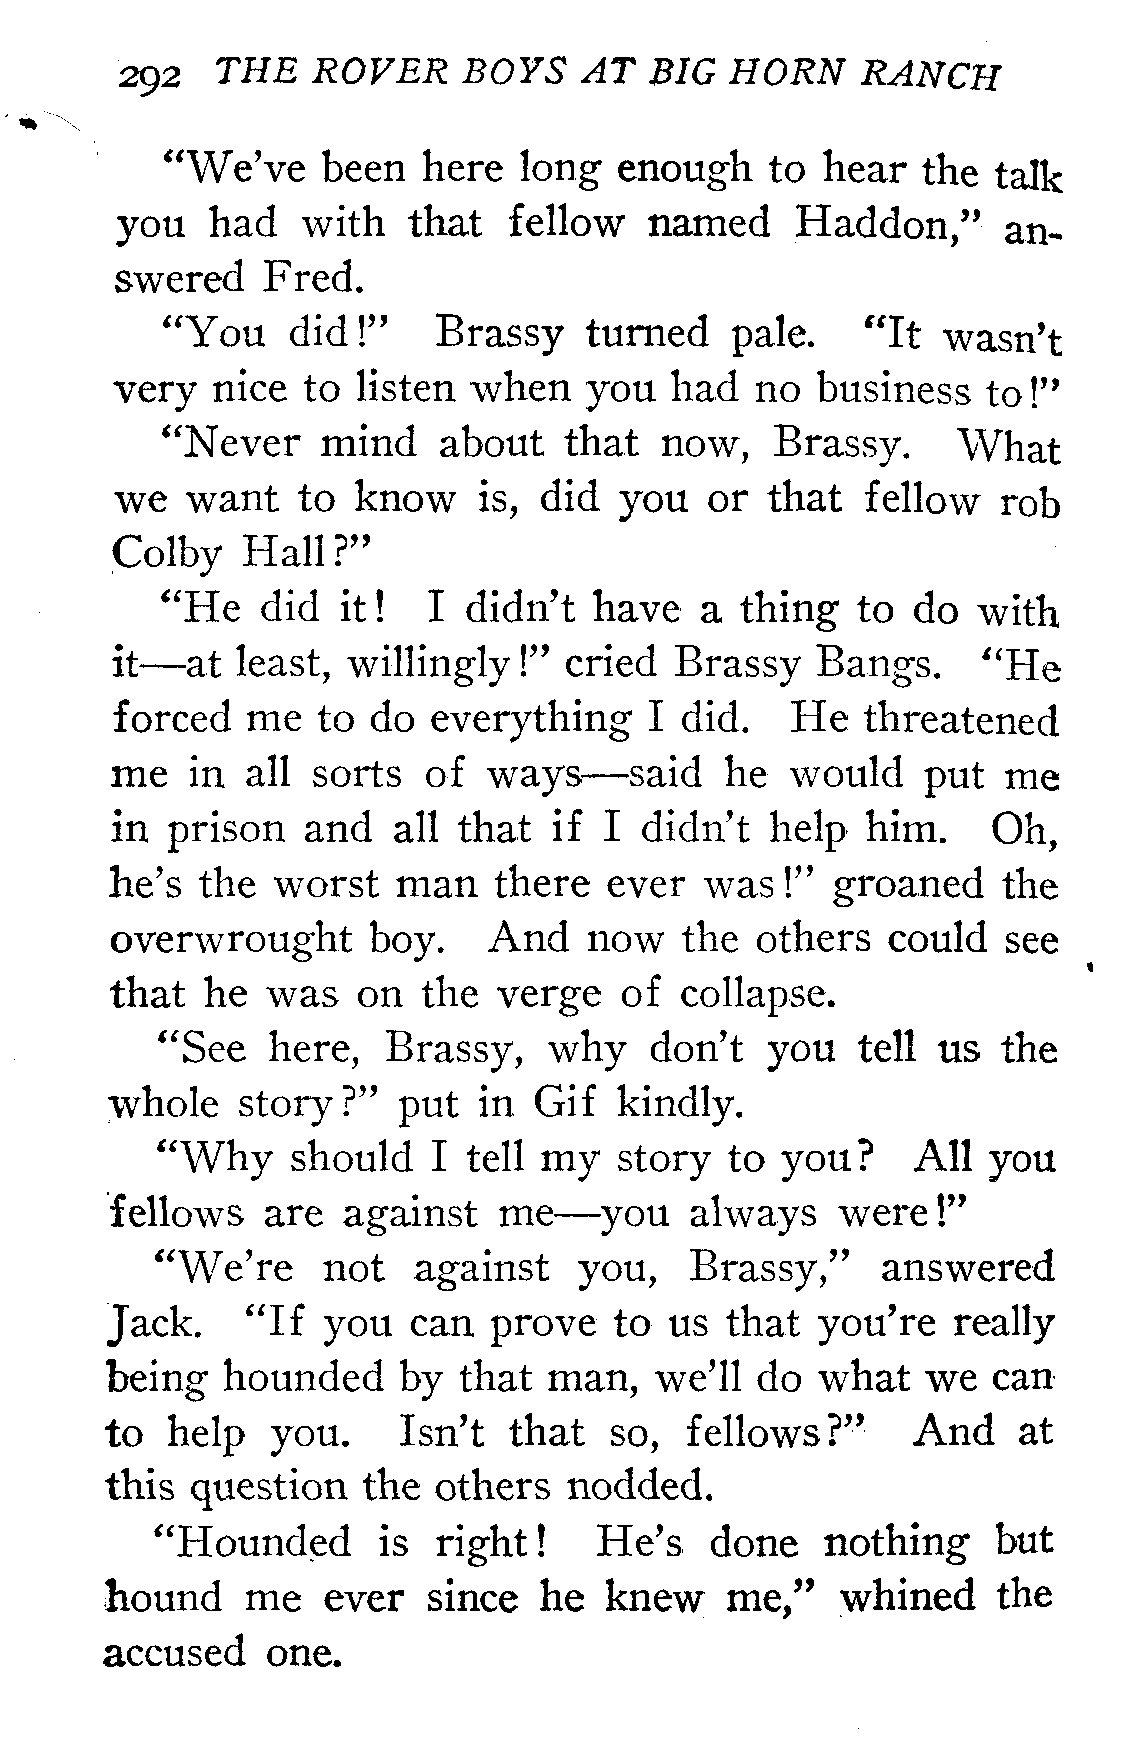 292 THE ROVER BOYS AT BIG HORN RANCH
“We’ve been here long enough to hear the talk
you had with that fellow named Haddon,” an-
swered Fred.
“You did!” Brassy turned pale. “It wasn’t
very nice to listen when you had no business to!”
“Never mind about that now, Brassy. What
we want to know is, did you or that fellow rob
Colby Hall?”
“He did it! I didn’t have a thing to do with
it—at least, willingly!” cried Brassy Bangs. “He
forced me to do everything I did. He threatened
me in all sorts of ways—said he would put me
in prison and all that if I didn’t help him. Oh,
he’s the worst man there ever was!” groaned the
overwrought boy. And now the others could see
that he was on the verge of collapse.
“See here, Brassy, why don’t you tell us the
whole story?” put in Gif kindly.
“Why should I tell my story to you? All you
fellows are against me—you always were!”
“We’re not against you, Brassy,” answered
Jack. “If you can prove to us that you’re really
being hounded by that man, we’ll do what we can
to help you. Isn’t that so, fellows?” And at
this question the others nodded.
“Hounded is right! He’s done nothing but
hound me ever since he knew me,” whined the
accused one.